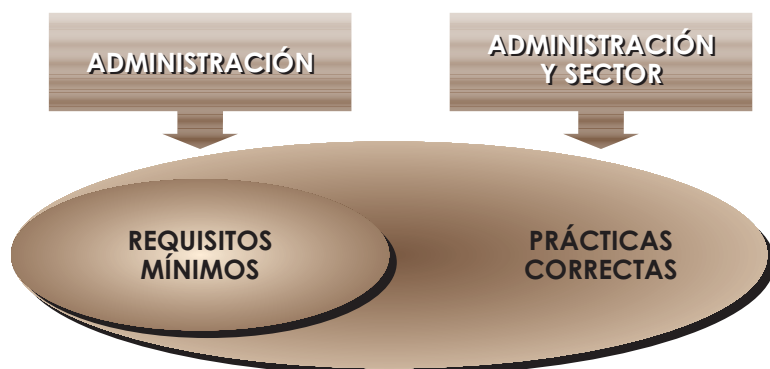 ADMINISTRACIÓN
ADMINISTRACIÓN
Y SECTOR
REQUISITOS
MÍNIMOS
PRÁCTICAS
CORRECTAS